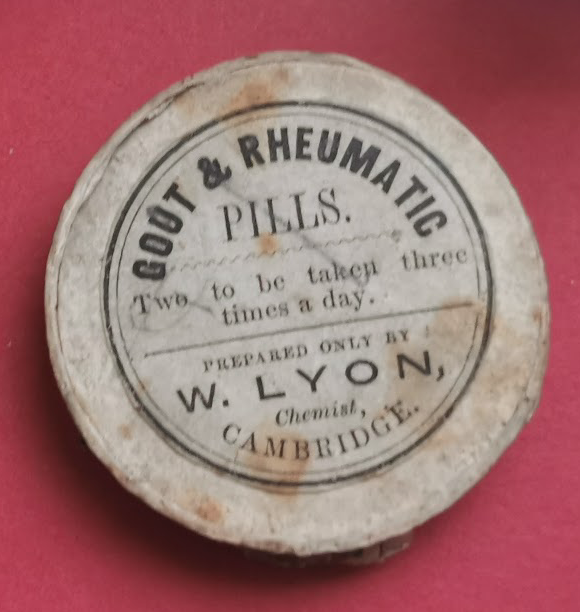 GOUT & RHEUMATIC
PILLS.
Two to be taken three
times a day.
PREPARED ONLY BY
W. LYON,
Chemist,
CAMBRIDGE.